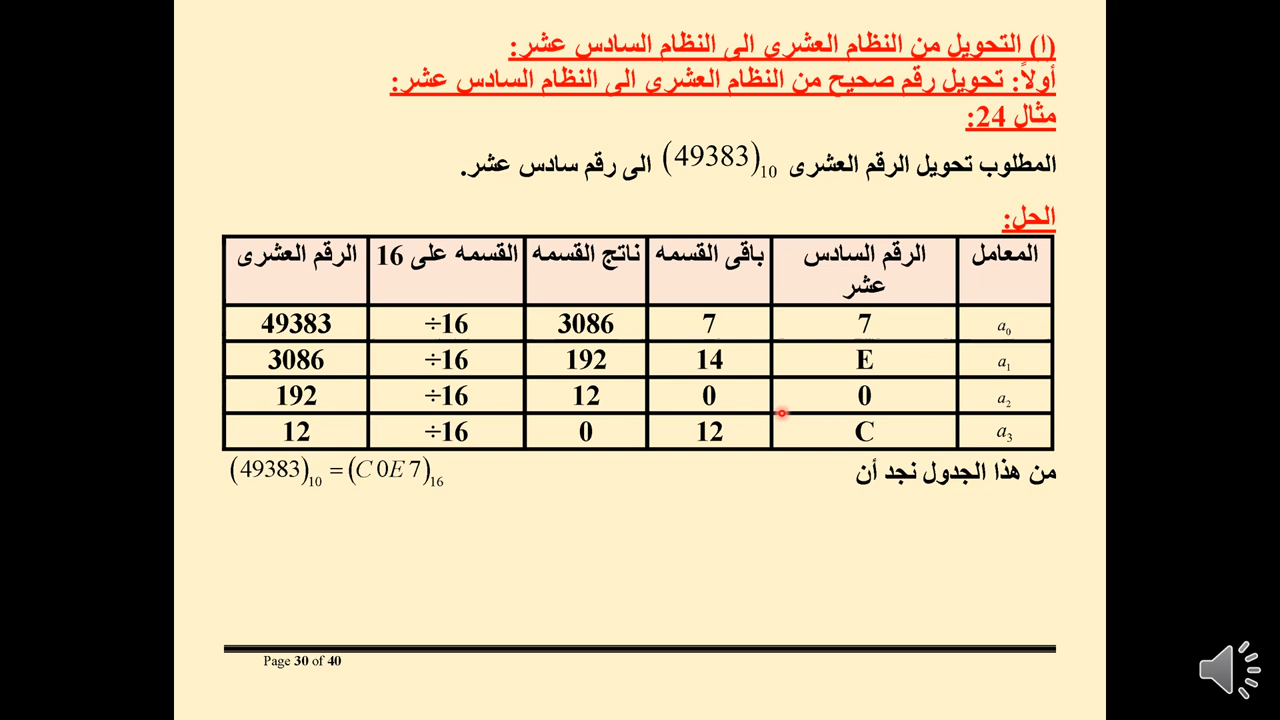 (ا) التحويل من النظام العشرى الى النظام السادس عشر:
أولاً: تحويل رقم صحيح من النظام العشرى الى النظام السادس عشر:
مثال 24:
المطلوب تحويل الرقم العشرى (49383)₁₀ الى رقم سادس عشر.
الحل:
المعامل الرقم السادس عشر باقى القسمه ناتج القسمه القسمه على 16 الرقم العشرى
a₀ 7 7 3086 ÷16 49383
a₁ E 14 192 ÷16 3086
a₂ 0 0 12 ÷16 192
a₃ C 12 0 ÷16 12
من هذا الجدول نجد أن (49383)₁₀ = (C0E7)₁₆
Page 30 of 40